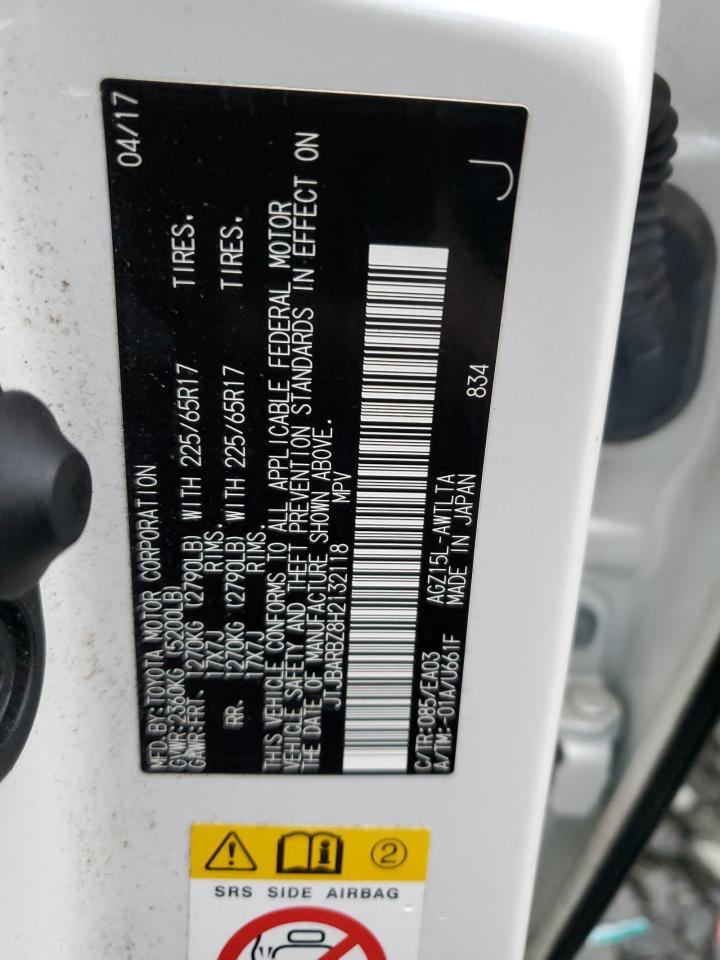 MFD.BY:TOYOTA MOTOR CORPORATION 04/17
GVWR:2360KG (5200LB)
GAWR:FRT. 1270KG (2790LB) WITH 225/65R17 TIRES.
17X7J RIMS.
RR. 1270KG (2790LB) WITH 225/65R17 TIRES.
17X7J RIMS.
THIS VEHICLE CONFORMS TO ALL APPLICABLE FEDERAL MOTOR
VEHICLE SAFETY AND THEFT PREVENTION STANDARDS IN EFFECT ON
THE DATE OF MANUFACTURE SHOWN ABOVE.
JTJBARBZ8H2132118 MPV
C/TR:085/EA03 AGZ15L-AWTLTA 834
A/TM:-01A/U661F MADE IN JAPAN
J
2
SRS SIDE AIRBAG